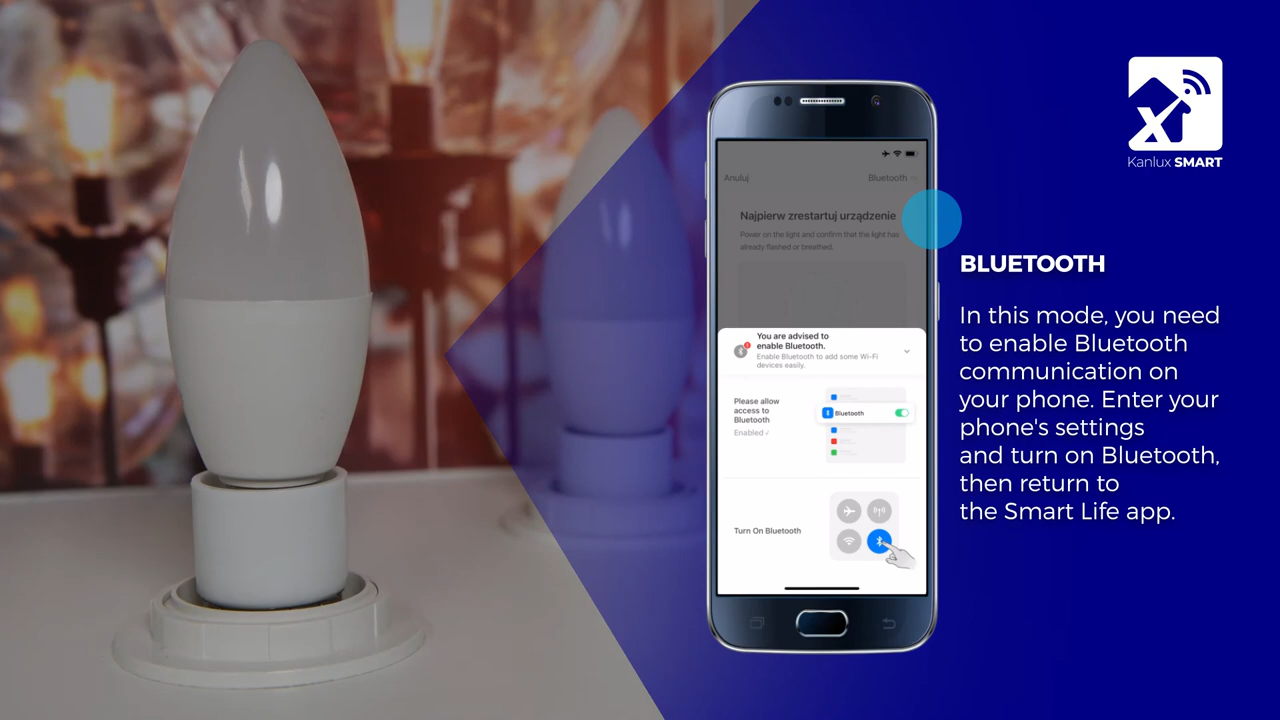 Kanlux SMART
Anuluj
Bluetooth
Najpierw zrestartuj urządzenie
Power on the light and confirm that the light has
already flashed or breathed.
You are advised to
enable Bluetooth.
Enable Bluetooth to add some Wi-Fi
devices easily.
Please allow
access to
Bluetooth
Enabled ✓
Bluetooth
Turn On Bluetooth
BLUETOOTH
In this mode, you need
to enable Bluetooth
communication on
your phone. Enter your
phone's settings
and turn on Bluetooth,
then return to
the Smart Life app.